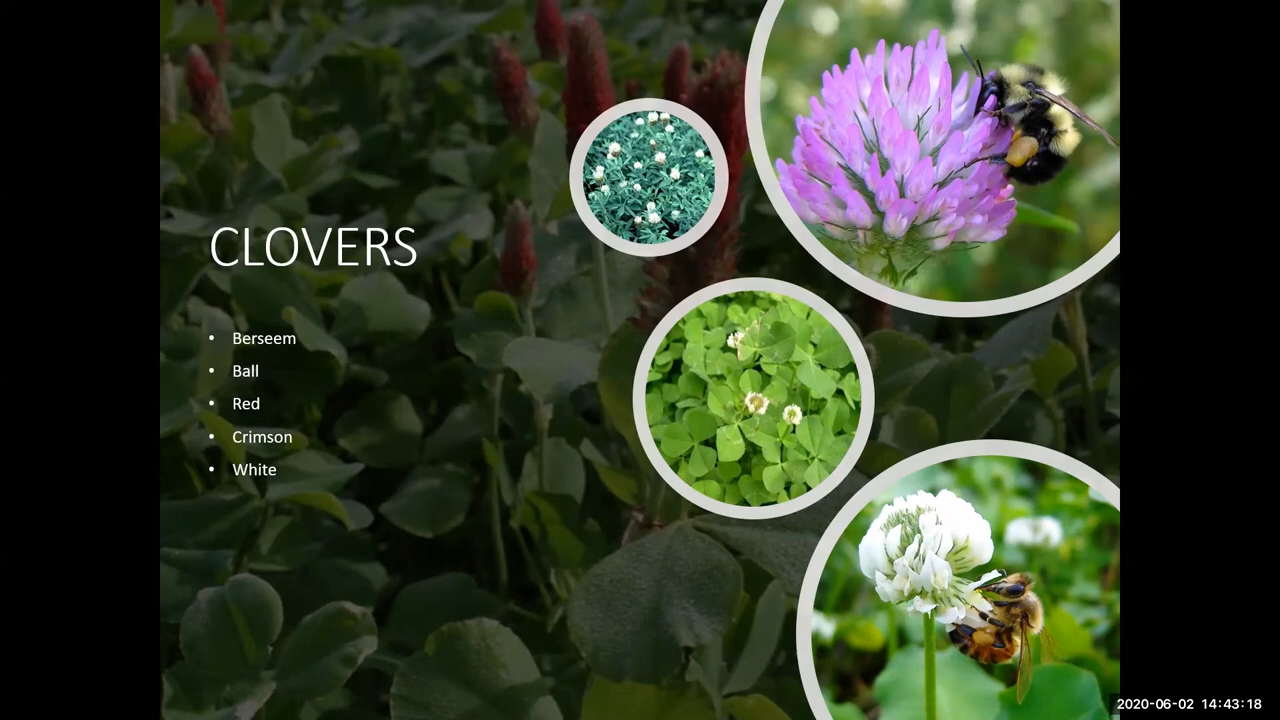 CLOVERS
• Berseem
• Ball
• Red
• Crimson
• White
2020-06-02 14:43:18